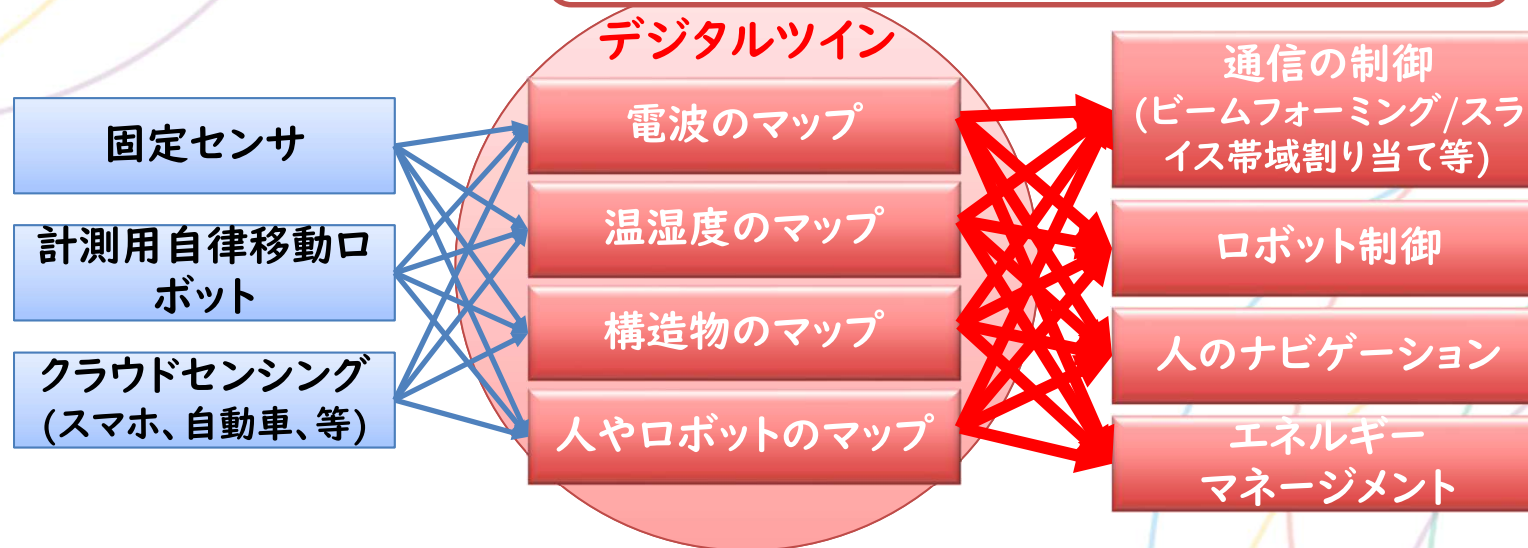 デジタルツイン
固定センサ
計測用自律移動ロ
ボット
クラウドセンシング
(スマホ、自動車、等)
電波のマップ
温湿度のマップ
構造物のマップ
人やロボットのマップ
通信の制御
(ビームフォーミング/スラ
イス帯域割り当て等)
ロボット制御
人のナビゲーション
エネルギー
マネージメント